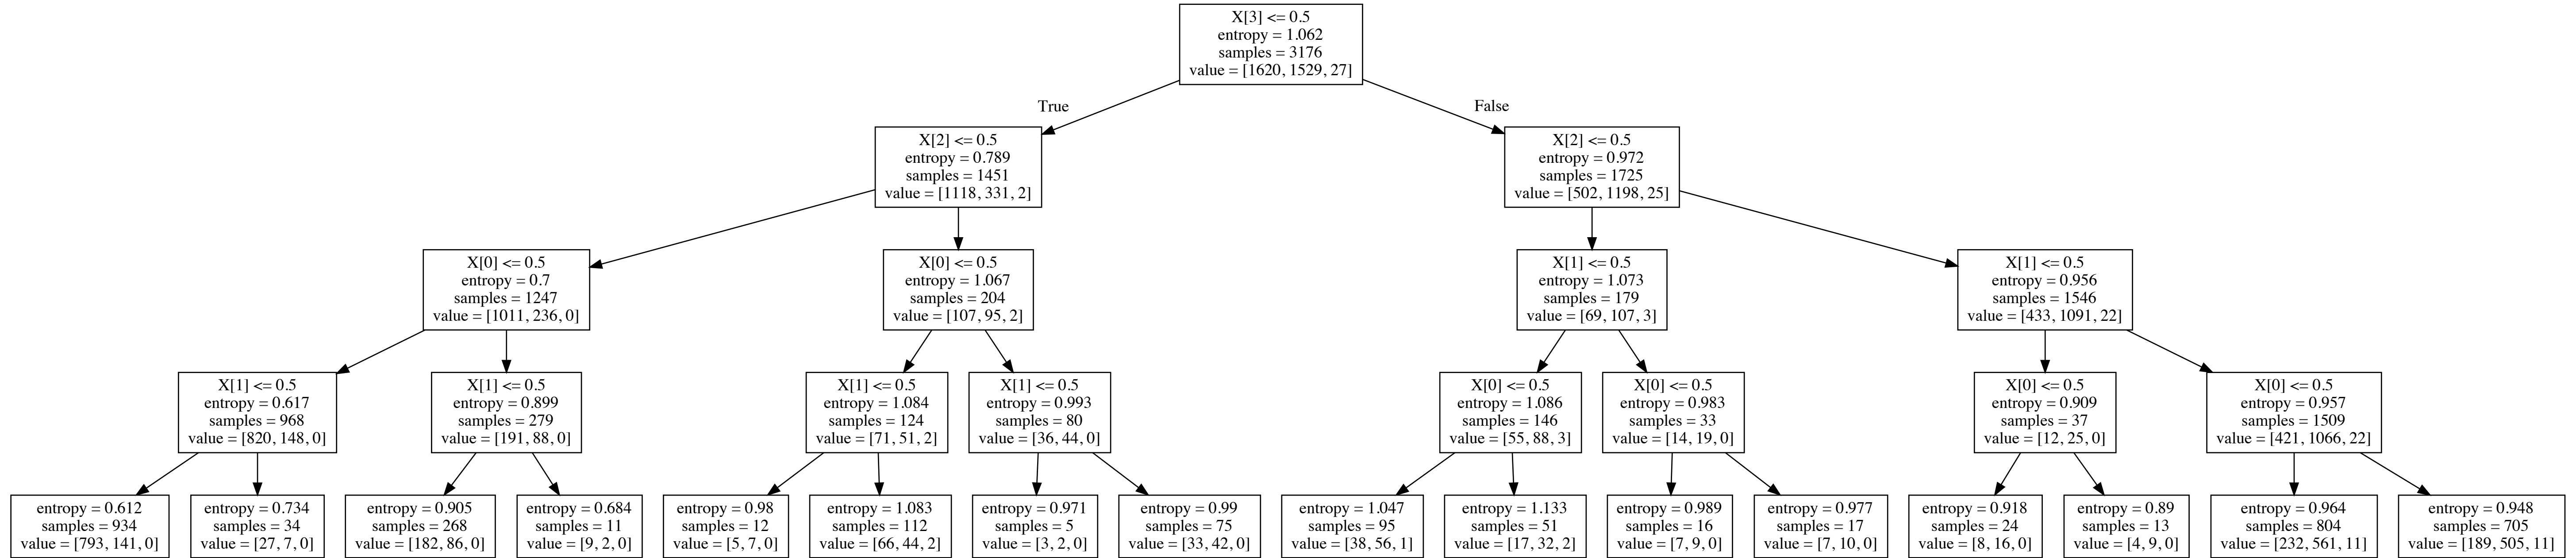 X[3] <= 0.5
entropy = 1.062
samples = 3176
value = [1620, 1529, 27]
True
False
X[2] <= 0.5
entropy = 0.789
samples = 1451
value = [1118, 331, 2]
X[2] <= 0.5
entropy = 0.972
samples = 1725
value = [502, 1198, 25]
X[0] <= 0.5
entropy = 0.7
samples = 1247
value = [1011, 236, 0]
X[0] <= 0.5
entropy = 1.067
samples = 204
value = [107, 95, 2]
X[1] <= 0.5
entropy = 1.073
samples = 179
value = [69, 107, 3]
X[1] <= 0.5
entropy = 0.956
samples = 1546
value = [433, 1091, 22]
X[1] <= 0.5
entropy = 0.617
samples = 968
value = [820, 148, 0]
X[1] <= 0.5
entropy = 0.899
samples = 279
value = [191, 88, 0]
X[1] <= 0.5
entropy = 1.084
samples = 124
value = [71, 51, 2]
X[1] <= 0.5
entropy = 0.993
samples = 80
value = [36, 44, 0]
X[0] <= 0.5
entropy = 1.086
samples = 146
value = [55, 88, 3]
X[0] <= 0.5
entropy = 0.983
samples = 33
value = [14, 19, 0]
X[0] <= 0.5
entropy = 0.909
samples = 37
value = [12, 25, 0]
X[0] <= 0.5
entropy = 0.957
samples = 1509
value = [421, 1066, 22]
entropy = 0.612
samples = 934
value = [793, 141, 0]
entropy = 0.734
samples = 34
value = [27, 7, 0]
entropy = 0.905
samples = 268
value = [182, 86, 0]
entropy = 0.684
samples = 11
value = [9, 2, 0]
entropy = 0.98
samples = 12
value = [5, 7, 0]
entropy = 1.083
samples = 112
value = [66, 44, 2]
entropy = 0.971
samples = 5
value = [3, 2, 0]
entropy = 0.99
samples = 75
value = [33, 42, 0]
entropy = 1.047
samples = 95
value = [38, 56, 1]
entropy = 1.133
samples = 51
value = [17, 32, 2]
entropy = 0.989
samples = 16
value = [7, 9, 0]
entropy = 0.977
samples = 17
value = [7, 10, 0]
entropy = 0.918
samples = 24
value = [8, 16, 0]
entropy = 0.89
samples = 13
value = [4, 9, 0]
entropy = 0.964
samples = 804
value = [232, 561, 11]
entropy = 0.948
samples = 705
value = [189, 505, 11]